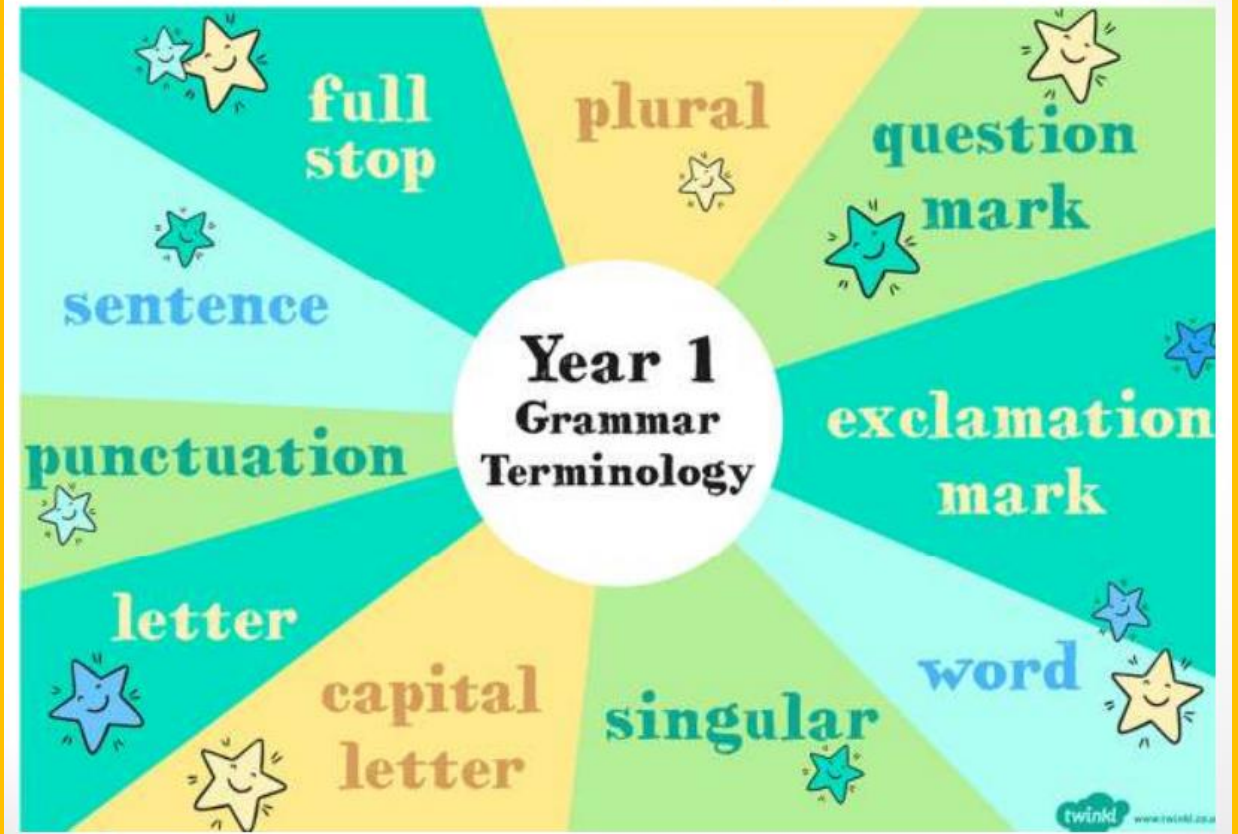 full
stop
plural
question
mark
sentence
Year 1
Grammar
Terminology
exclamation
mark
punctuation
letter
capital
letter
singular
word
twinkl